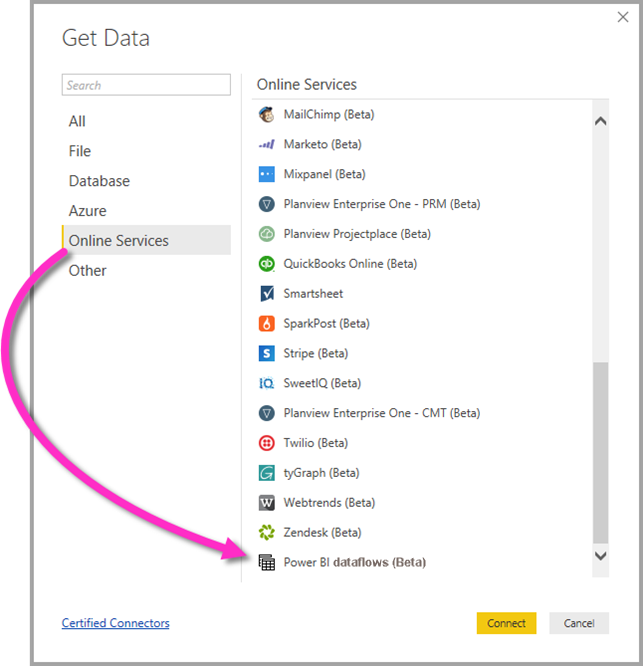 Get Data
Search
All
File
Database
Azure
Online Services
Other
Online Services
MailChimp (Beta)
Marketo (Beta)
Mixpanel (Beta)
Planview Enterprise One - PRM (Beta)
Planview Projectplace (Beta)
QuickBooks Online (Beta)
Smartsheet
SparkPost (Beta)
Stripe (Beta)
SweetIQ (Beta)
Planview Enterprise One - CMT (Beta)
Twilio (Beta)
tyGraph (Beta)
Webtrends (Beta)
Zendesk (Beta)
Power BI dataflows (Beta)
Certified Connectors
Connect
Cancel